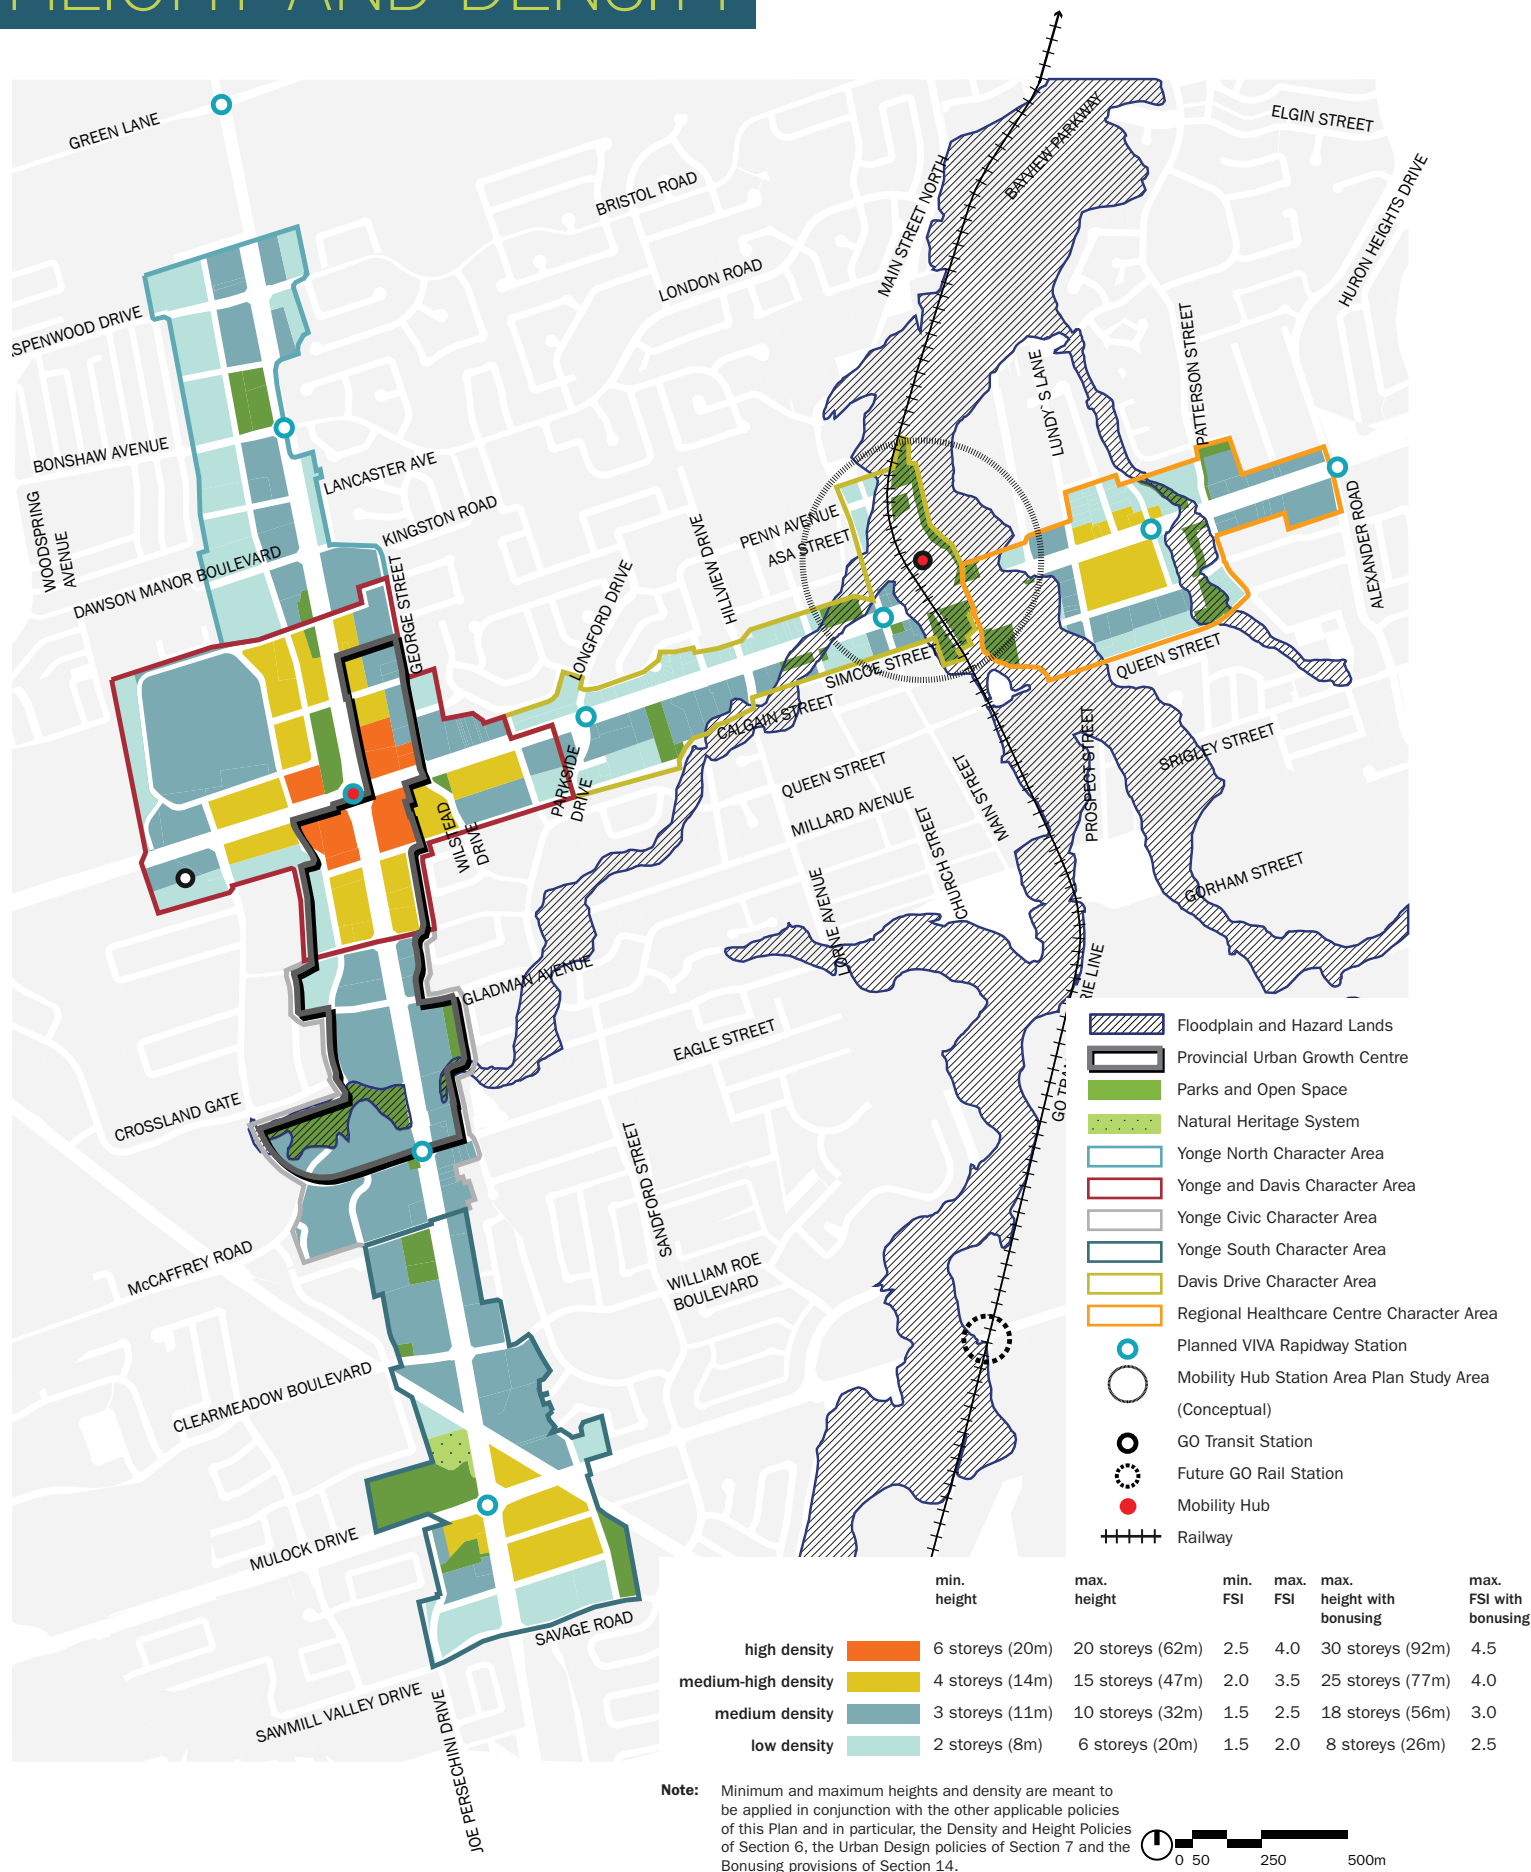 HEIGHT AND DENSITY
GREEN LANE
BRISTOL ROAD
LONDON ROAD
MAIN STREET NORTH
BAYVIEW PARKWAY
ELGIN STREET
HURON HEIGHTS DRIVE
SPENWOOD DRIVE
BONSHAW AVENUE
WOODSPRING
AVENUE
LANCASTER AVE
KINGSTON ROAD
DAWSON MANOR BOULEVARD
GEORGE STREET
LONGFORD DRIVE
HILLVIEW DRIVE
PENN AVENUE
ASA STREET
LUNDY`S LANE
PATTERSON STREET
ALEXANDER ROAD
SIMCOE STREET
CALGAIN STREET
QUEEN STREET
QUEEN STREET
SRIGLEY STREET
PARKSIDE
DRIVE
WILSTEAD
DRIVE
MILLARD AVENUE
MAIN STREET
CHURCH STREET
PROSPECT STREET
LORNE AVENUE
GORHAM STREET
GLADMAN AVENUE
EAGLE STREET
CROSSLAND GATE
SANDFORD STREET
McCAFFREY ROAD
WILLIAM ROE
BOULEVARD
CLEARMEADOW BOULEVARD
MULOCK DRIVE
SAVAGE ROAD
SAWMILL VALLEY DRIVE
JOE PERSECHINI DRIVE
GO TRAN
RIE LINE
Floodplain and Hazard Lands
Provincial Urban Growth Centre
Parks and Open Space
Natural Heritage System
Yonge North Character Area
Yonge and Davis Character Area
Yonge Civic Character Area
Yonge South Character Area
Davis Drive Character Area
Regional Healthcare Centre Character Area
Planned VIVA Rapidway Station
Mobility Hub Station Area Plan Study Area
(Conceptual)
GO Transit Station
Future GO Rail Station
Mobility Hub
Railway
min. max. min. max. max. max.
height height FSI FSI height with FSI with
bonusing bonusing
high density 6 storeys (20m) 20 storeys (62m) 2.5 4.0 30 storeys (92m) 4.5
medium-high density 4 storeys (14m) 15 storeys (47m) 2.0 3.5 25 storeys (77m) 4.0
medium density 3 storeys (11m) 10 storeys (32m) 1.5 2.5 18 storeys (56m) 3.0
low density 2 storeys (8m) 6 storeys (20m) 1.5 2.0 8 storeys (26m) 2.5
Note: Minimum and maximum heights and density are meant to
be applied in conjunction with the other applicable policies
of this Plan and in particular, the Density and Height Policies
of Section 6, the Urban Design policies of Section 7 and the
Bonusing provisions of Section 14.
0 50 250 500m